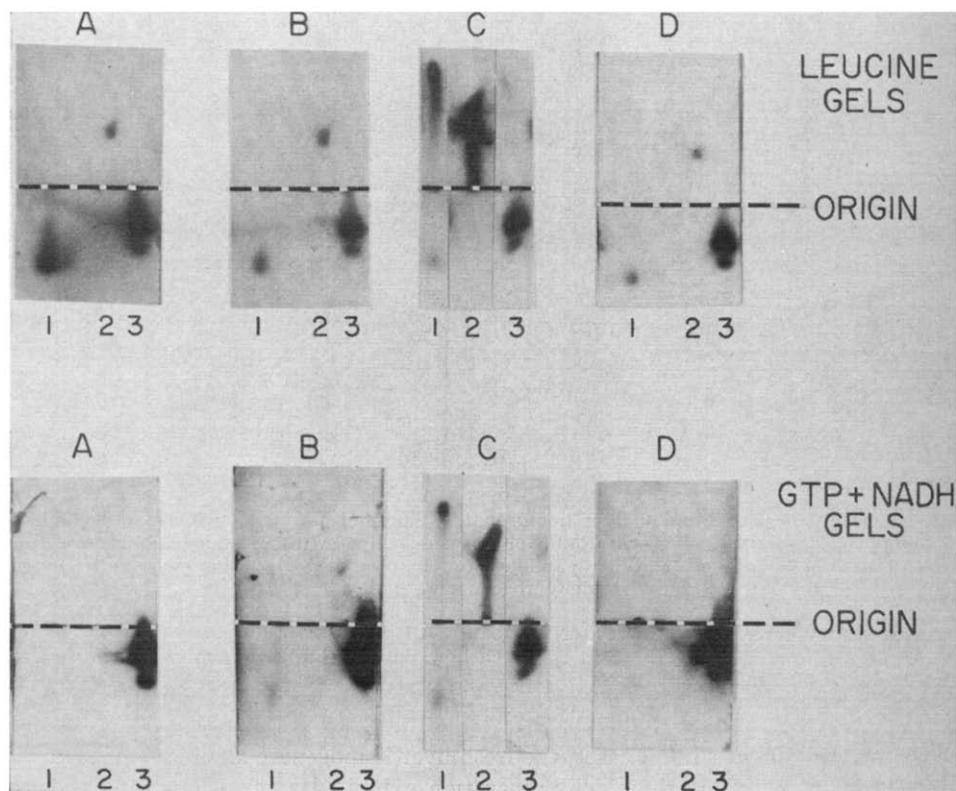 A B C D
LEUCINE
GELS
ORIGIN
1 2 3 1 2 3 1 2 3 1 2 3
A B C D
GTP+NADH
GELS
ORIGIN
1 2 3 1 2 3 1 2 3 1 2 3